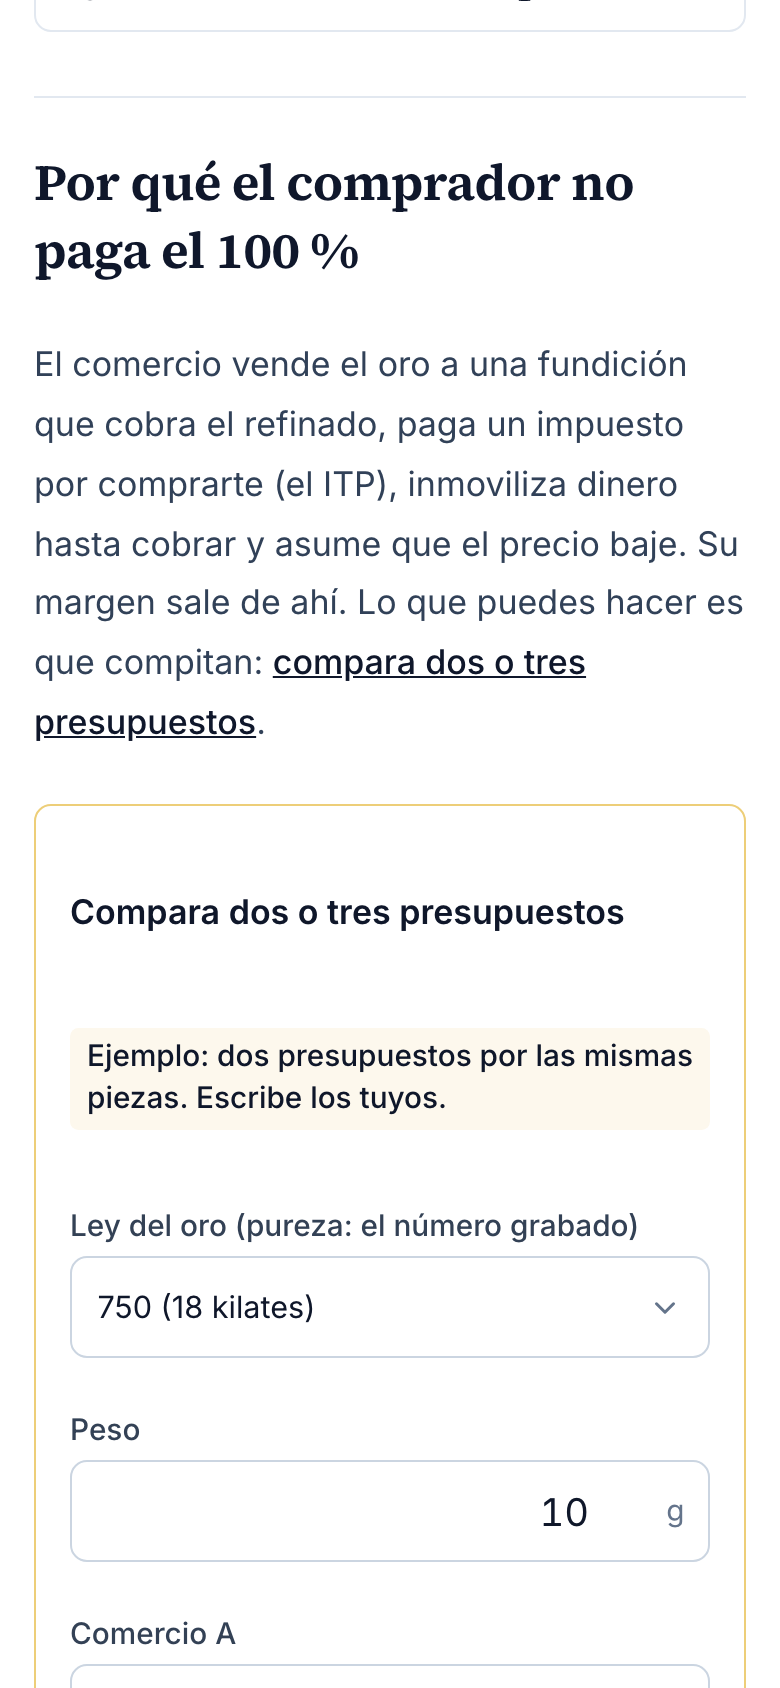 Por qué el comprador no
paga el 100 %
El comercio vende el oro a una fundición
que cobra el refinado, paga un impuesto
por comprarte (el ITP), inmoviliza dinero
hasta cobrar y asume que el precio baje. Su
margen sale de ahí. Lo que puedes hacer es
que compitan: compara dos o tres
presupuestos.
Compara dos o tres presupuestos
Ejemplo: dos presupuestos por las mismas
piezas. Escribe los tuyos.
Ley del oro (pureza: el número grabado)
750 (18 kilates)
Peso
10 g
Comercio A